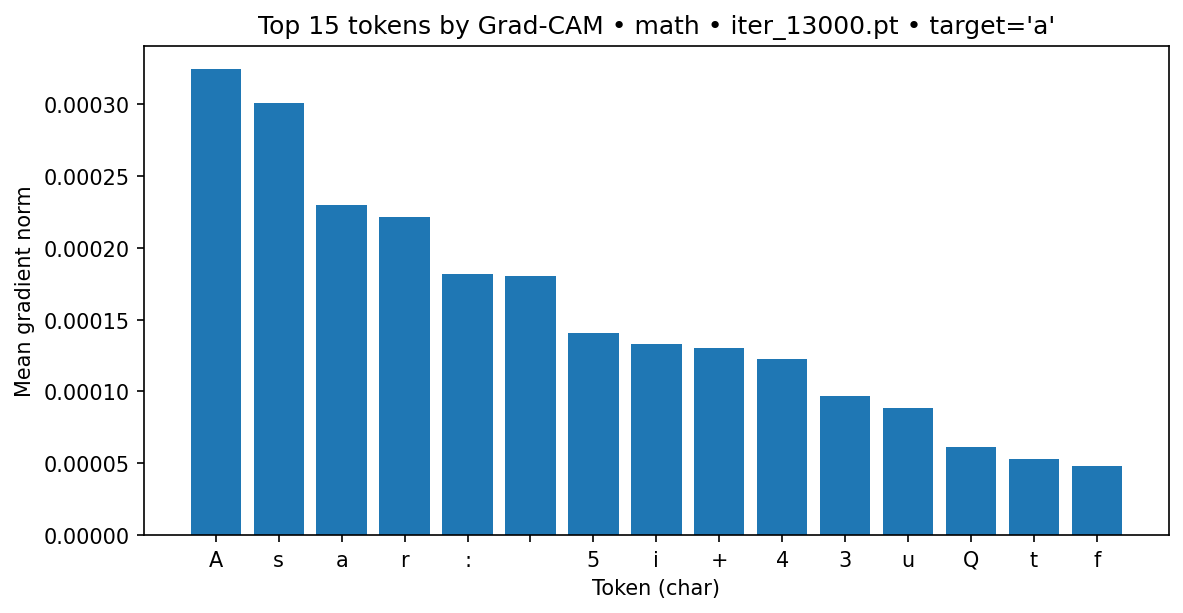 Top 15 tokens by Grad-CAM • math • iter_13000.pt • target='a'
Mean gradient norm
0.00030
0.00025
0.00020
0.00015
0.00010
0.00005
0.00000
A s a r : 5 i + 4 3 u Q t f
Token (char)